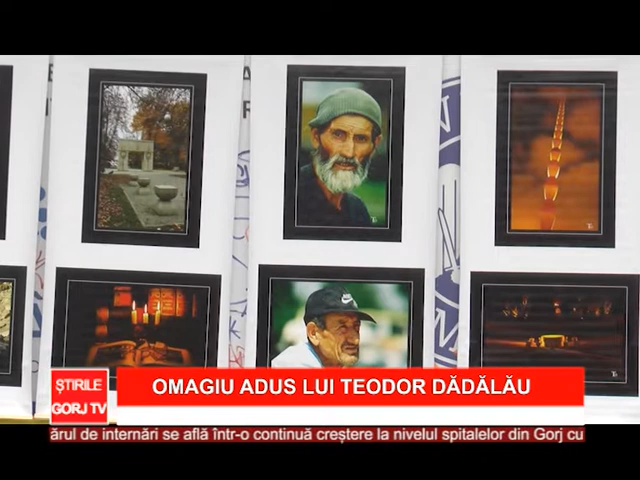 ȘTIRILE
GORJ TV
OMAGIU ADUS LUI TEODOR DĂDĂLĂU
ărul de internări se află într-o continuă creștere la nivelul spitalelor din Gorj cu